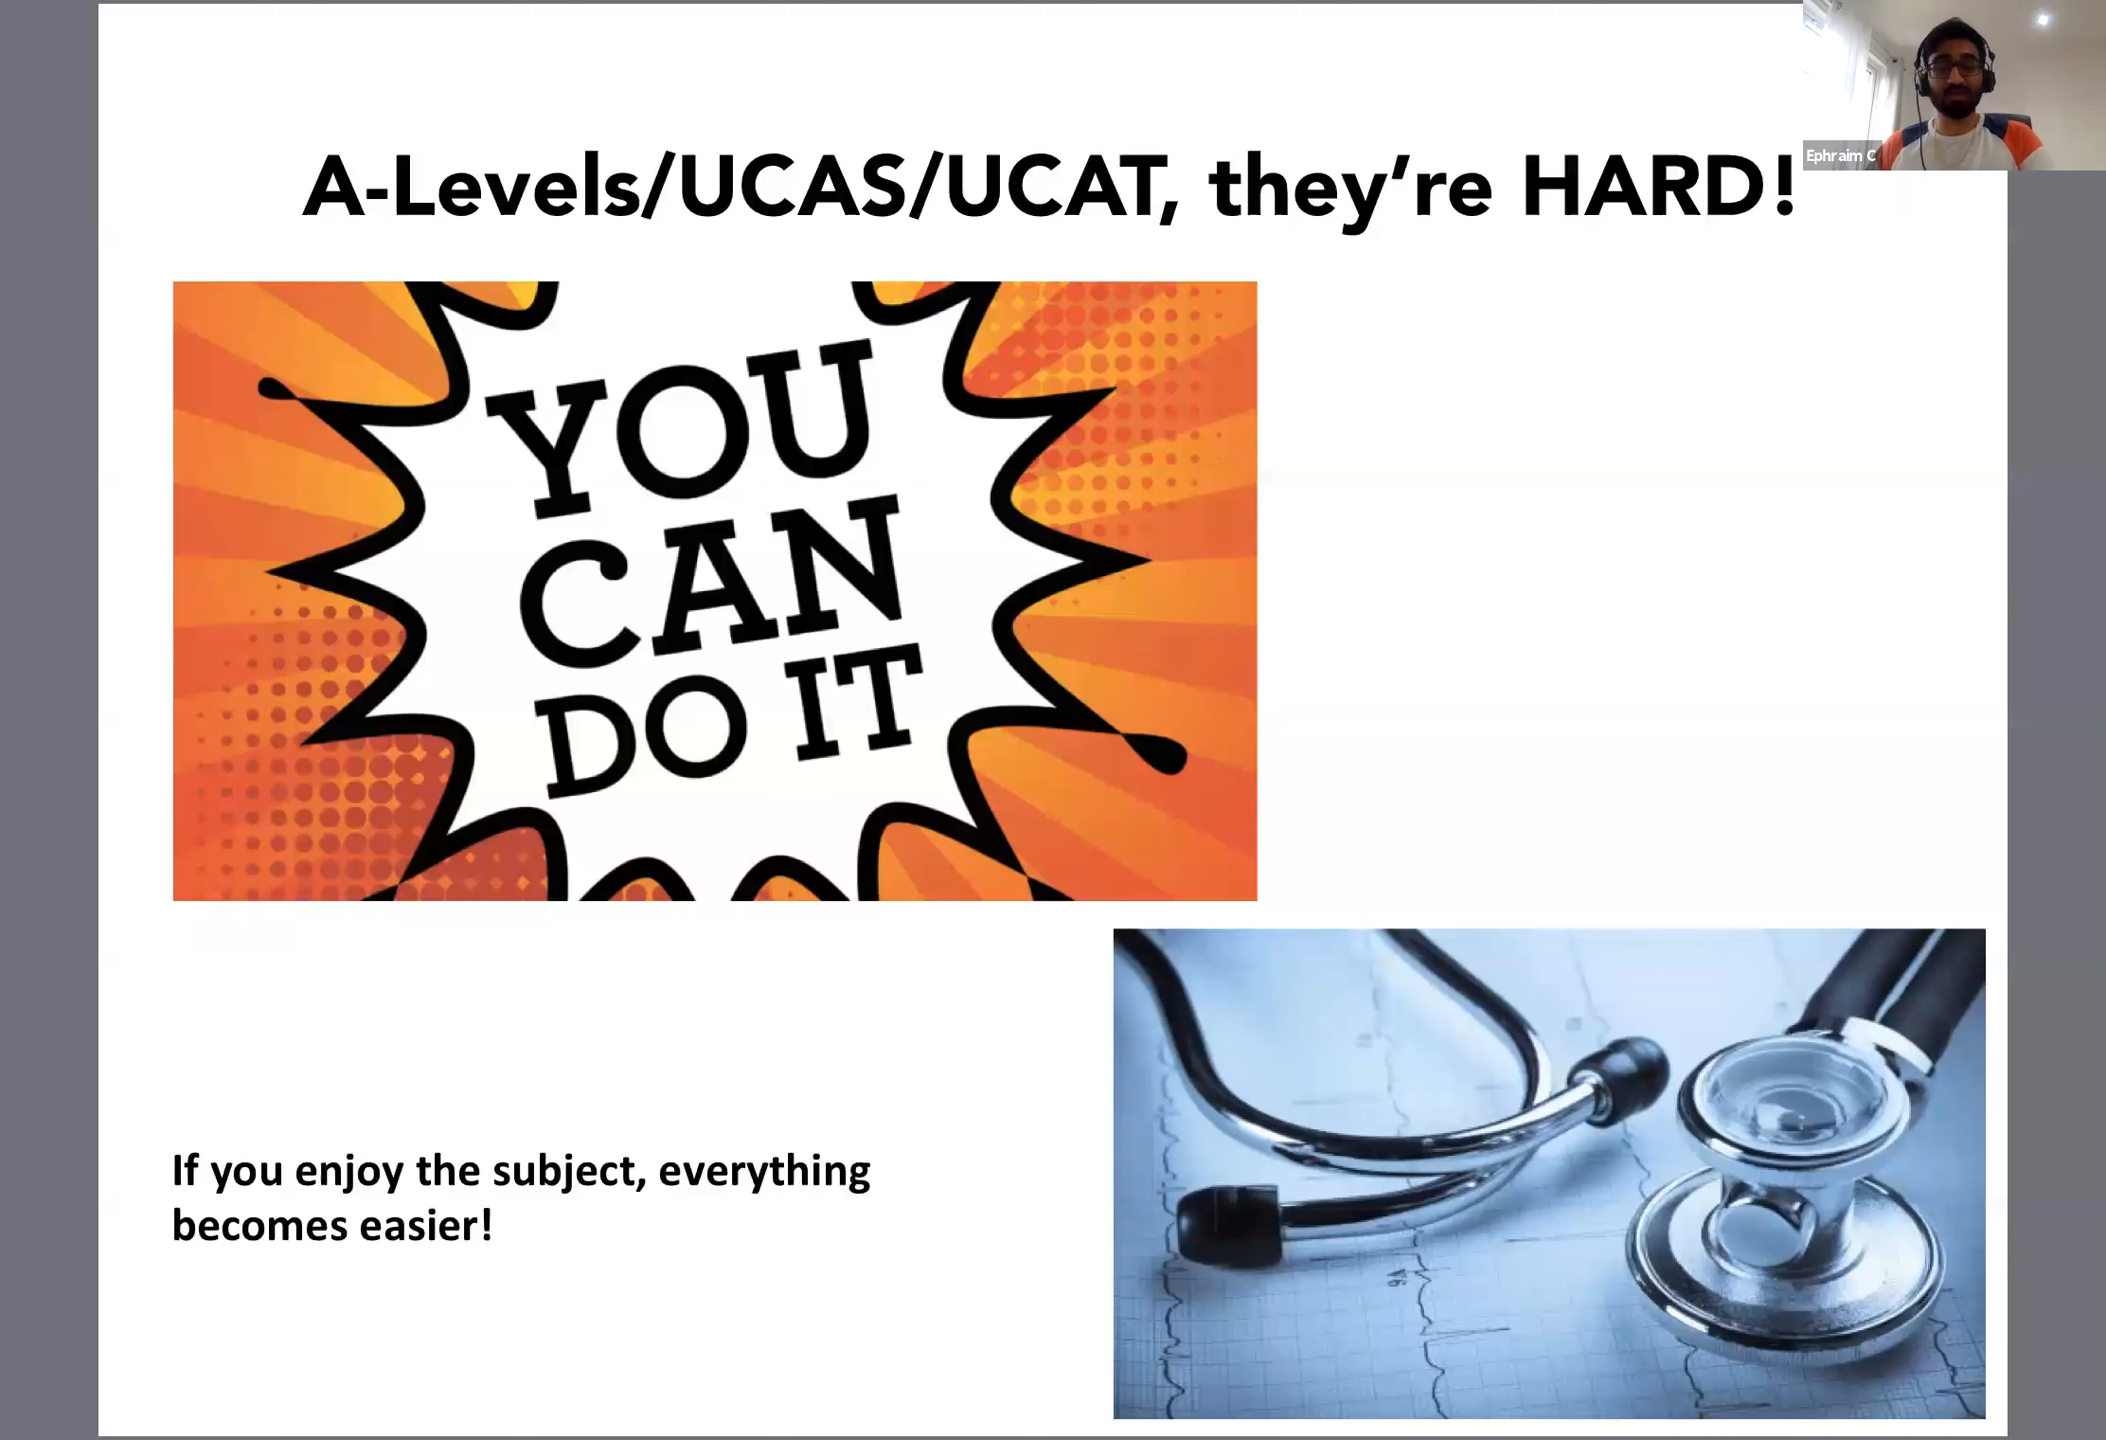 A-Levels/UCAS/UCAT, they’re HARD!
Ephraim C
YOU
CAN
DO IT
If you enjoy the subject, everything
becomes easier!